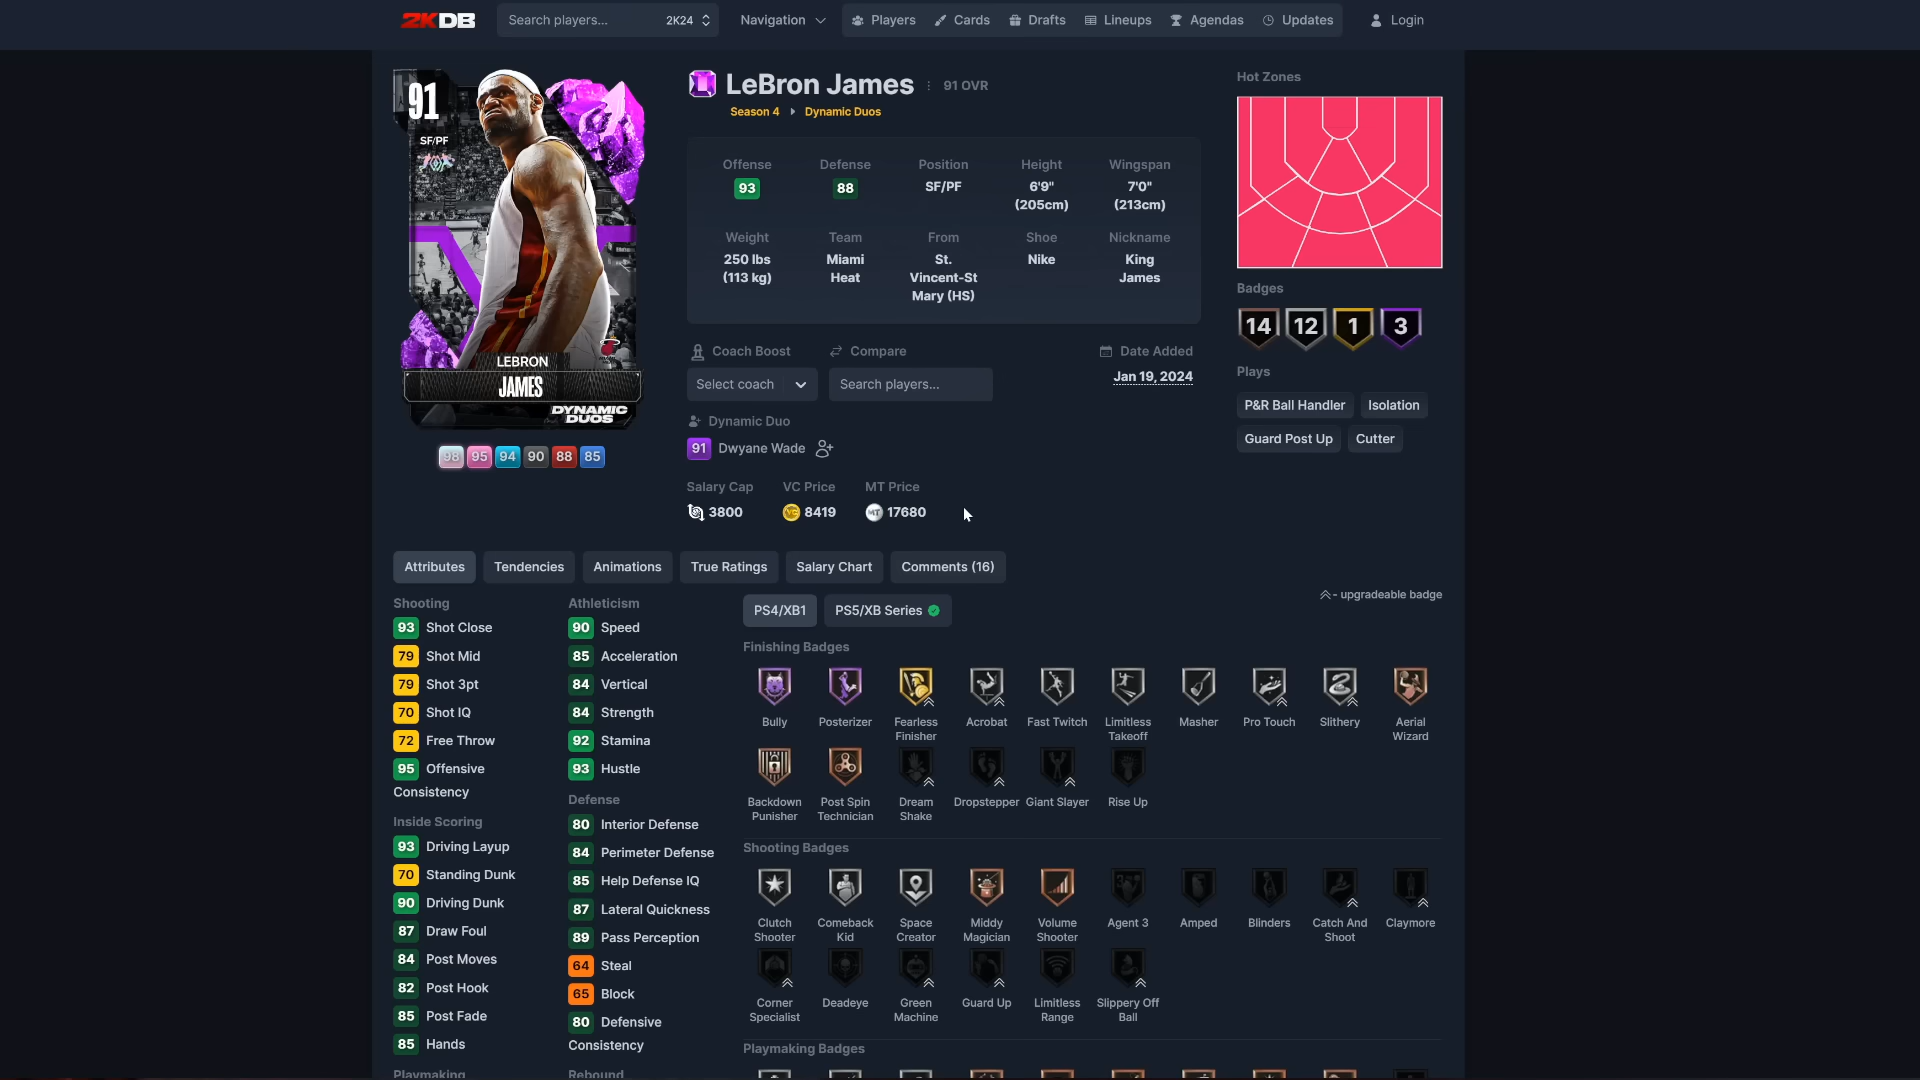 2KDB
Search players...
2K24
Navigation
Players
Cards
Drafts
Lineups
Agendas
Updates
Login
91
SF/PF
LEBRON
JAMES
DYNAMIC
DUOS
98 95 94 90 88 85
LeBron James
91 OVR
Season 4
Dynamic Duos
Offense
93
Defense
88
Position
SF/PF
Height
6'9"
(205cm)
Wingspan
7'0"
(213cm)
Weight
250 lbs
(113 kg)
Team
Miami
Heat
From
St.
Vincent-St
Mary (HS)
Shoe
Nike
Nickname
King
James
Coach Boost
Select coach
Compare
Search players...
Date Added
Jan 19, 2024
Dynamic Duo
91 Dwyane Wade
Salary Cap
3800
VC Price
VC 8419
MT Price
MT 17680
Hot Zones
Badges
14 12 1 3
Plays
P&R Ball Handler
Isolation
Guard Post Up
Cutter
Attributes
Tendencies
Animations
True Ratings
Salary Chart
Comments (16)
Shooting
93 Shot Close
79 Shot Mid
79 Shot 3pt
70 Shot IQ
72 Free Throw
95 Offensive
Consistency
Inside Scoring
93 Driving Layup
70 Standing Dunk
90 Driving Dunk
87 Draw Foul
84 Post Moves
82 Post Hook
85 Post Fade
85 Hands
Playmaking
Athleticism
90 Speed
85 Acceleration
84 Vertical
84 Strength
92 Stamina
93 Hustle
Defense
80 Interior Defense
84 Perimeter Defense
85 Help Defense IQ
87 Lateral Quickness
89 Pass Perception
64 Steal
65 Block
80 Defensive
Consistency
Rebound
PS4/XB1
PS5/XB Series
- upgradeable badge
Finishing Badges
Bully
Posterizer
Fearless
Finisher
Acrobat
Fast Twitch
Limitless
Takeoff
Masher
Pro Touch
Slithery
Aerial
Wizard
Backdown
Punisher
Post Spin
Technician
Dream
Shake
Dropstepper
Giant Slayer
Rise Up
Shooting Badges
Clutch
Shooter
Comeback
Kid
Space
Creator
Middy
Magician
Volume
Shooter
Agent 3
Amped
Blinders
Catch And
Shoot
Claymore
Corner
Specialist
Deadeye
Green
Machine
Guard Up
Limitless
Range
Slippery Off
Ball
Playmaking Badges